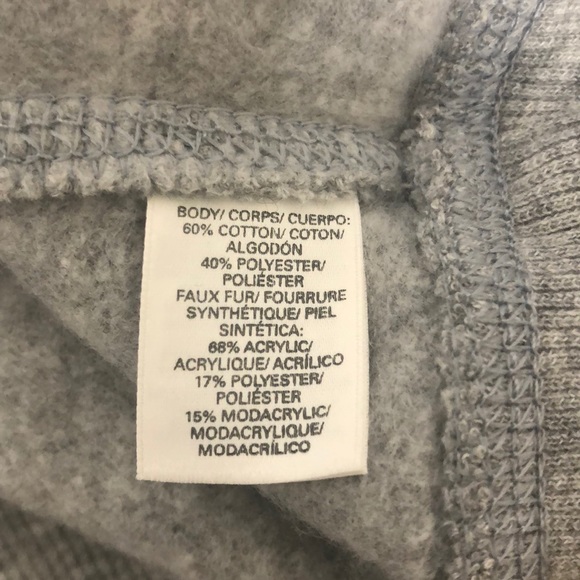 BODY/ CORPS/ CUERPO:
60% COTTON/ COTON/
ALGODÓN
40% POLYESTER/
POLIÉSTER
FAUX FUR/ FOURRURE
SYNTHÉTIQUE/ PIEL
SINTÉTICA:
68% ACRYLIC/
ACRYLIQUE/ ACRÍLICO
17% POLYESTER/
POLIÉSTER
15% MODACRYLIC/
MODACRYLIQUE/
MODACRÍLICO